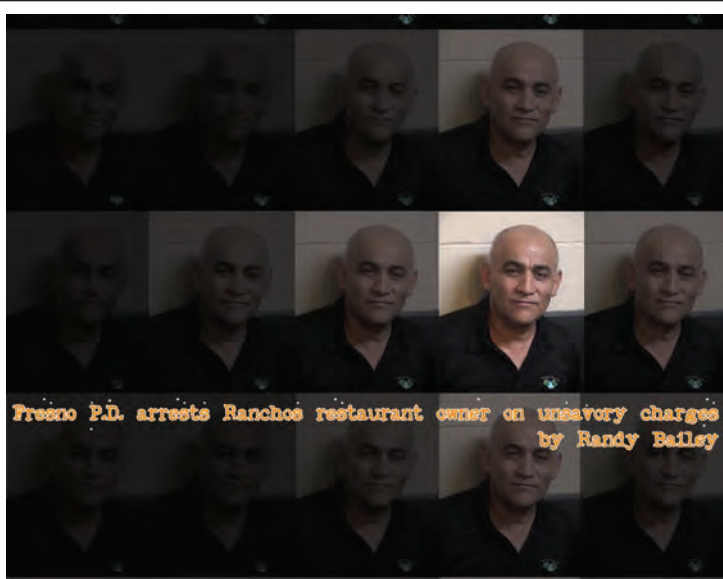 Fresno P.D. arrests Ranchos restaurant owner on unsavory charges
by Randy Bailey